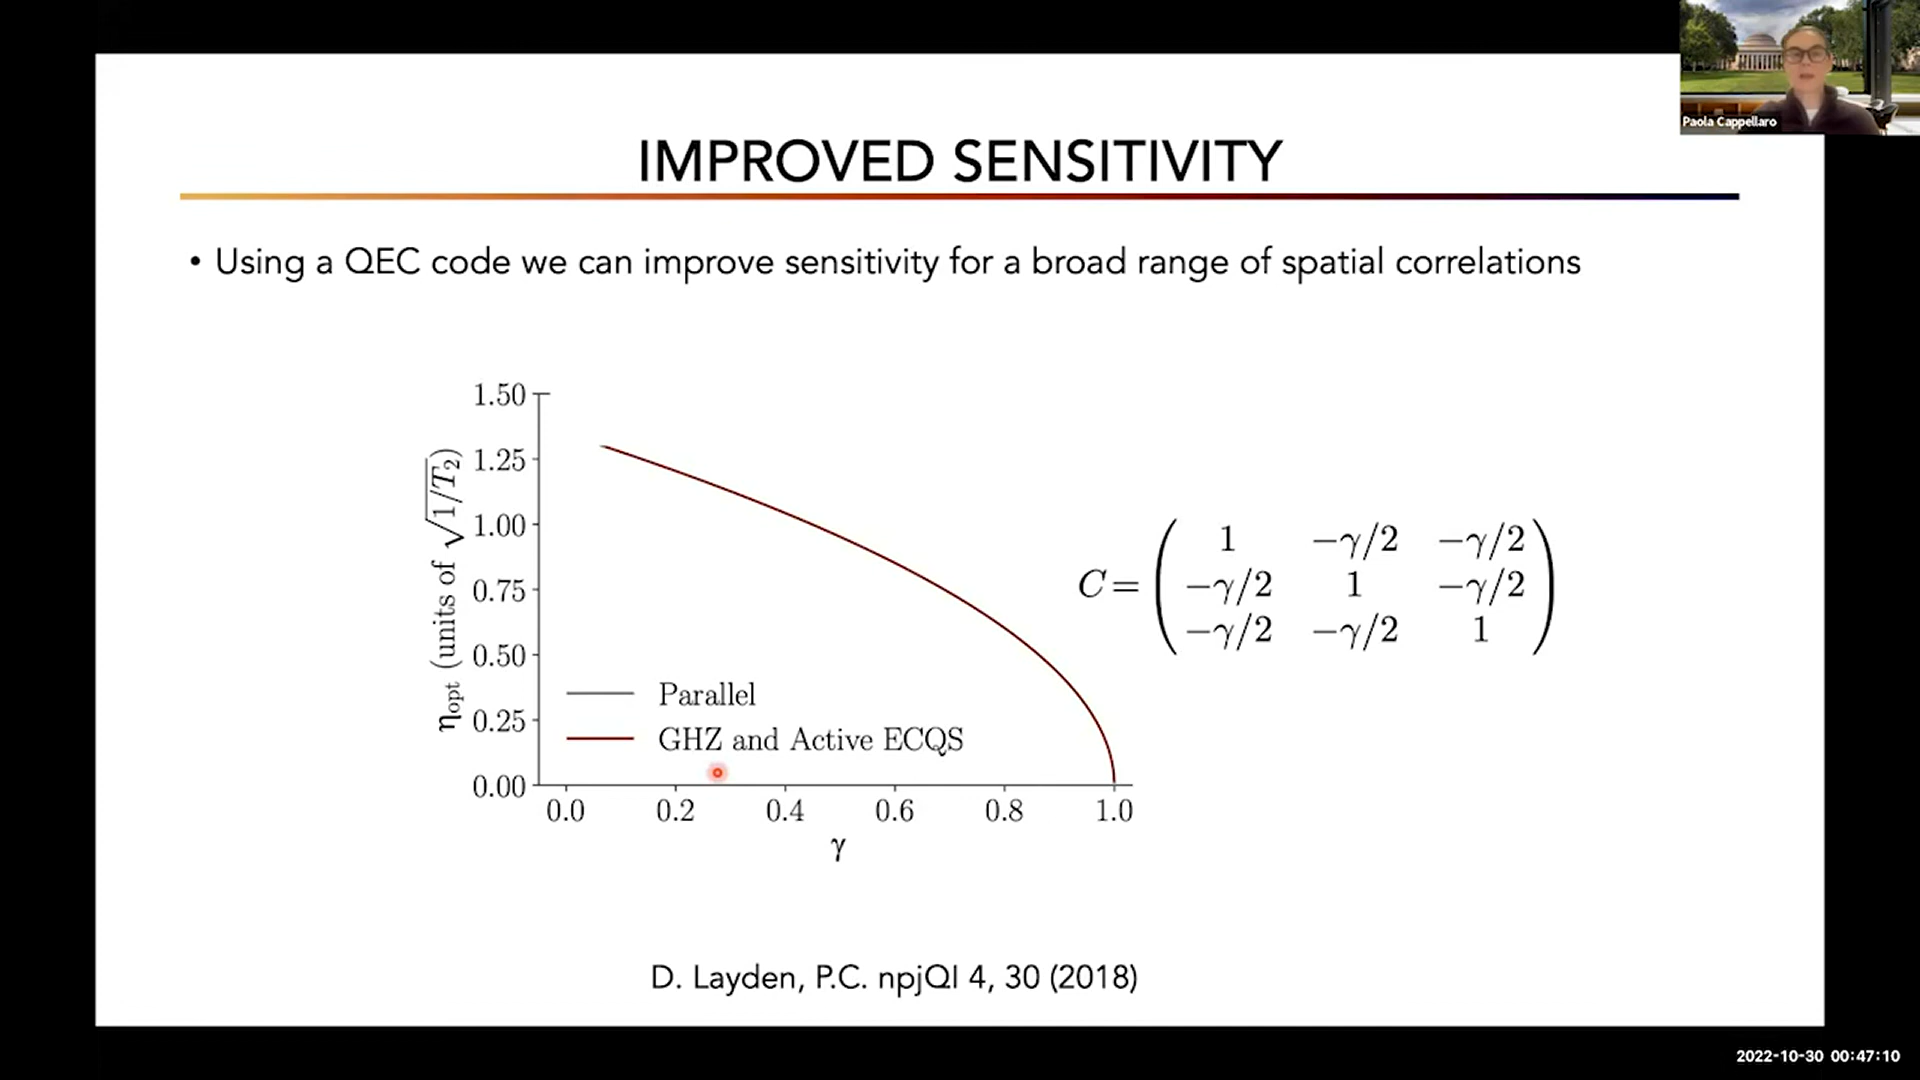 Paola Cappellaro
IMPROVED SENSITIVITY
• Using a QEC code we can improve sensitivity for a broad range of spatial correlations
1.50
1.25
1.00
0.75
0.50
0.25
0.00
η_opt (units of √1/T₂)
Parallel
GHZ and Active ECQS
0.0 0.2 0.4 0.6 0.8 1.0
γ
C = ( 1 −γ/2 −γ/2
−γ/2 1 −γ/2
−γ/2 −γ/2 1 )
D. Layden, P.C. npjQI 4, 30 (2018)
2022-10-30 00:47:10